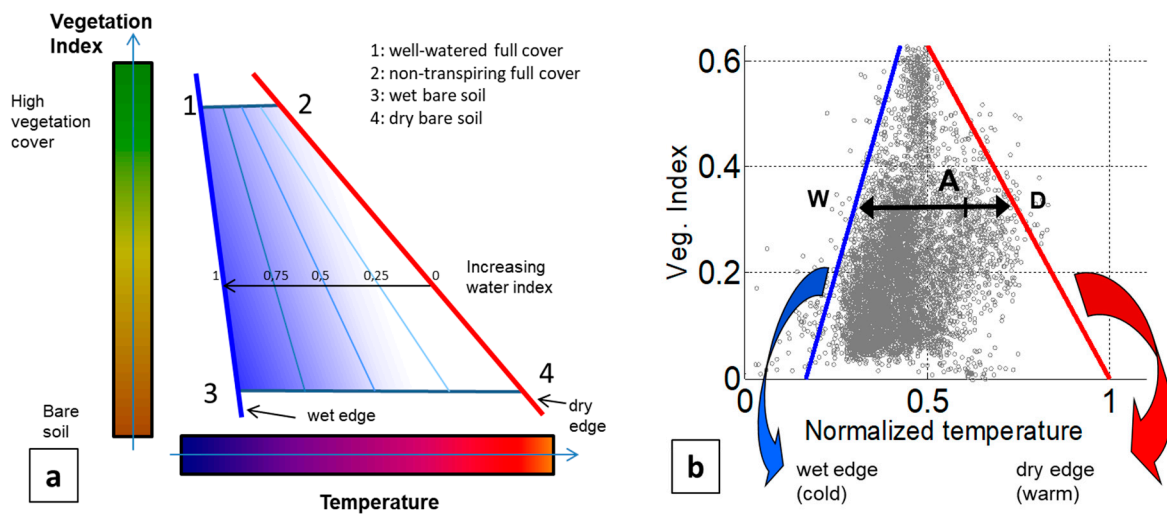 Vegetation
Index
High
vegetation
cover
Bare
soil
a
1: well-watered full cover
2: non-transpiring full cover
3: wet bare soil
4: dry bare soil
1
2
1
0,75
0,5
0,25
0
Increasing
water index
3
4
wet edge
dry
edge
Temperature
Veg. Index
0.6
0.4
0.2
0
W
A
D
0
0.5
1
Normalized temperature
b
wet edge
(cold)
dry edge
(warm)